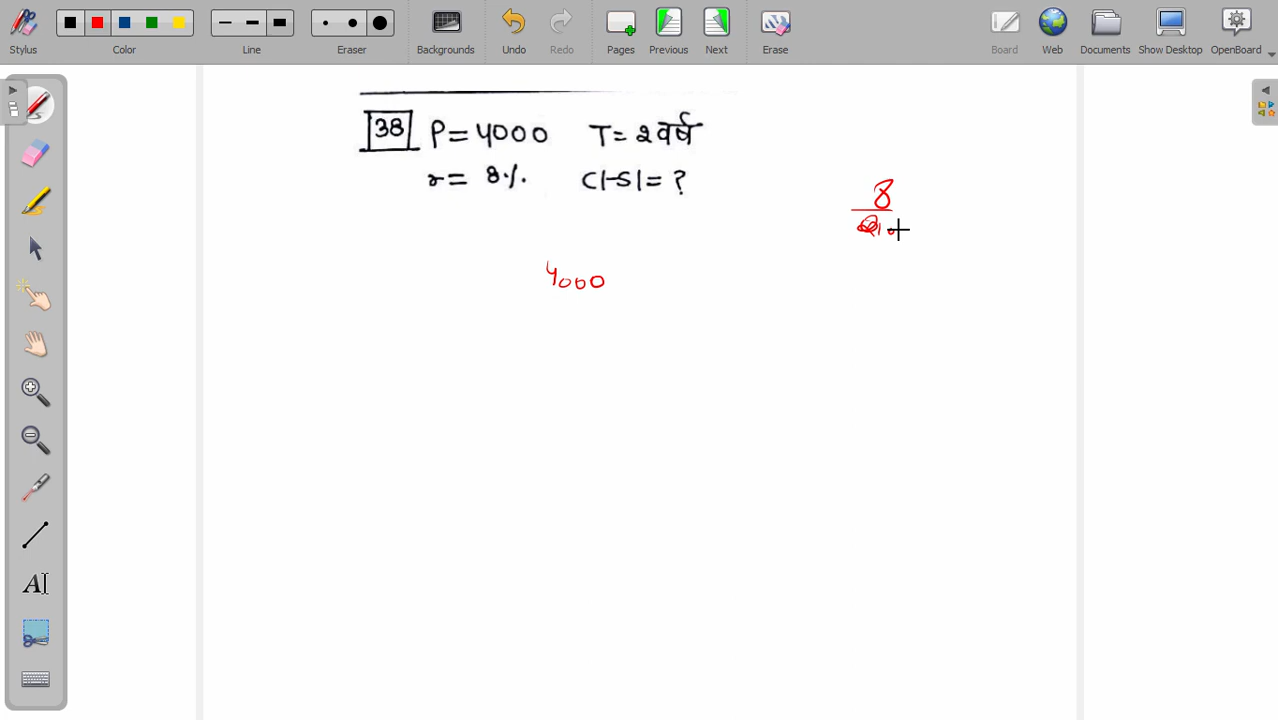 Stylus Color Line Eraser Backgrounds Undo Redo Pages Previous Next Erase Board Web Documents Show Desktop OpenBoard
38 P = 4000 T = 2 वर्ष
r = 8% CI-SI = ?
8
4000